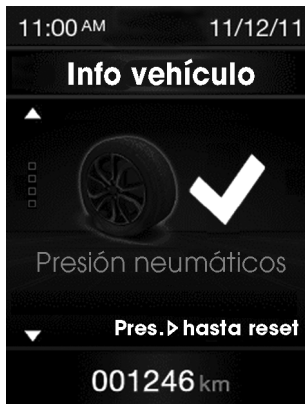 11:00 AM 11/12/11
Info vehículo
Presión neumáticos
Pres.▷hasta reset
001246 km